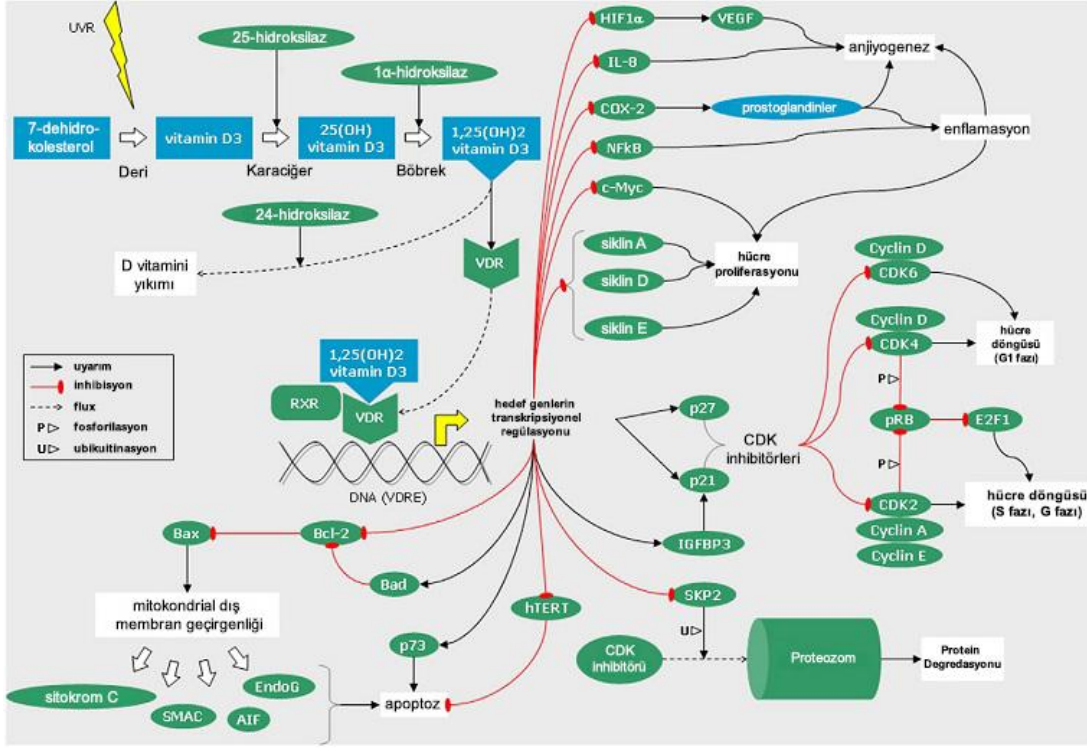 UVR
25-hidroksilaz
1α-hidroksilaz
7-dehidro-
kolesterol
vitamin D3
25(OH)
vitamin D3
1,25(OH)2
vitamin D3
Deri
Karaciğer
Böbrek
24-hidroksilaz
D vitamini
yıkımı
VDR
uyarım
inhibisyon
flux
P fosforilasyon
U ubikuitinasyon
1,25(OH)2
vitamin D3
RXR
VDR
DNA (VDRE)
hedef genlerin
transkripsiyonel
regülasyonu
HIF1α
VEGF
IL-8
anjiyogenez
COX-2
prostoglandinler
NFkB
enflamasyon
c-Myc
siklin A
siklin D
siklin E
hücre
proliferasyonu
Cyclin D
CDK6
Cyclin D
CDK4
hücre
döngüsü
(G1 fazı)
P
pRB
E2F1
P
CDK2
Cyclin A
Cyclin E
hücre döngüsü
(S fazı, G fazı)
p27
p21
CDK
inhibitörleri
IGFBP3
SKP2
U
CDK
inhibitörü
Proteozom
Protein
Degredasyonu
Bax
Bcl-2
Bad
hTERT
p73
apoptoz
mitokondrial dış
membran geçirgenliği
sitokrom C
SMAC
AIF
EndoG